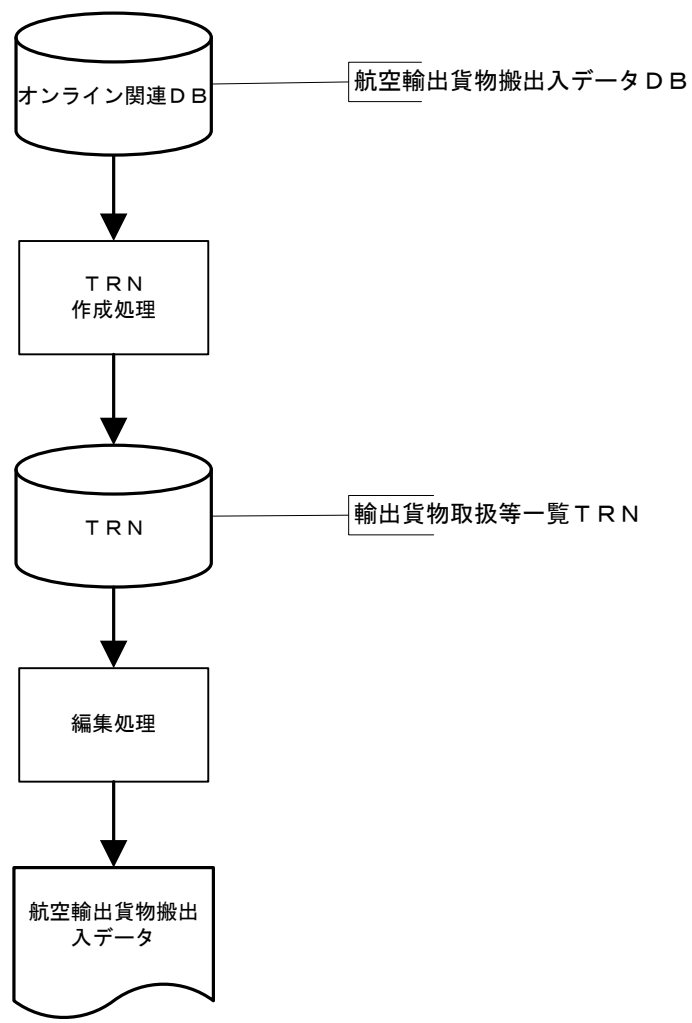 オンライン関連ＤＢ
航空輸出貨物搬出入データＤＢ
ＴＲＮ
作成処理
ＴＲＮ
輸出貨物取扱等一覧ＴＲＮ
編集処理
航空輸出貨物搬出
入データ